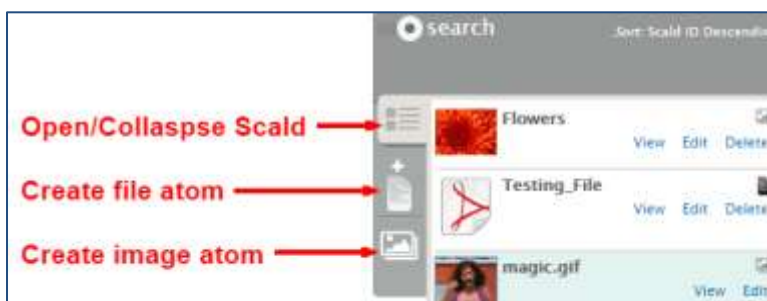 search
Sort: Scald ID Descendin
Open/Collaspse Scald
Flowers
View Edit Delete
Create file atom
Testing_File
View Edit Delete
Create image atom
magic.gif
View Edit